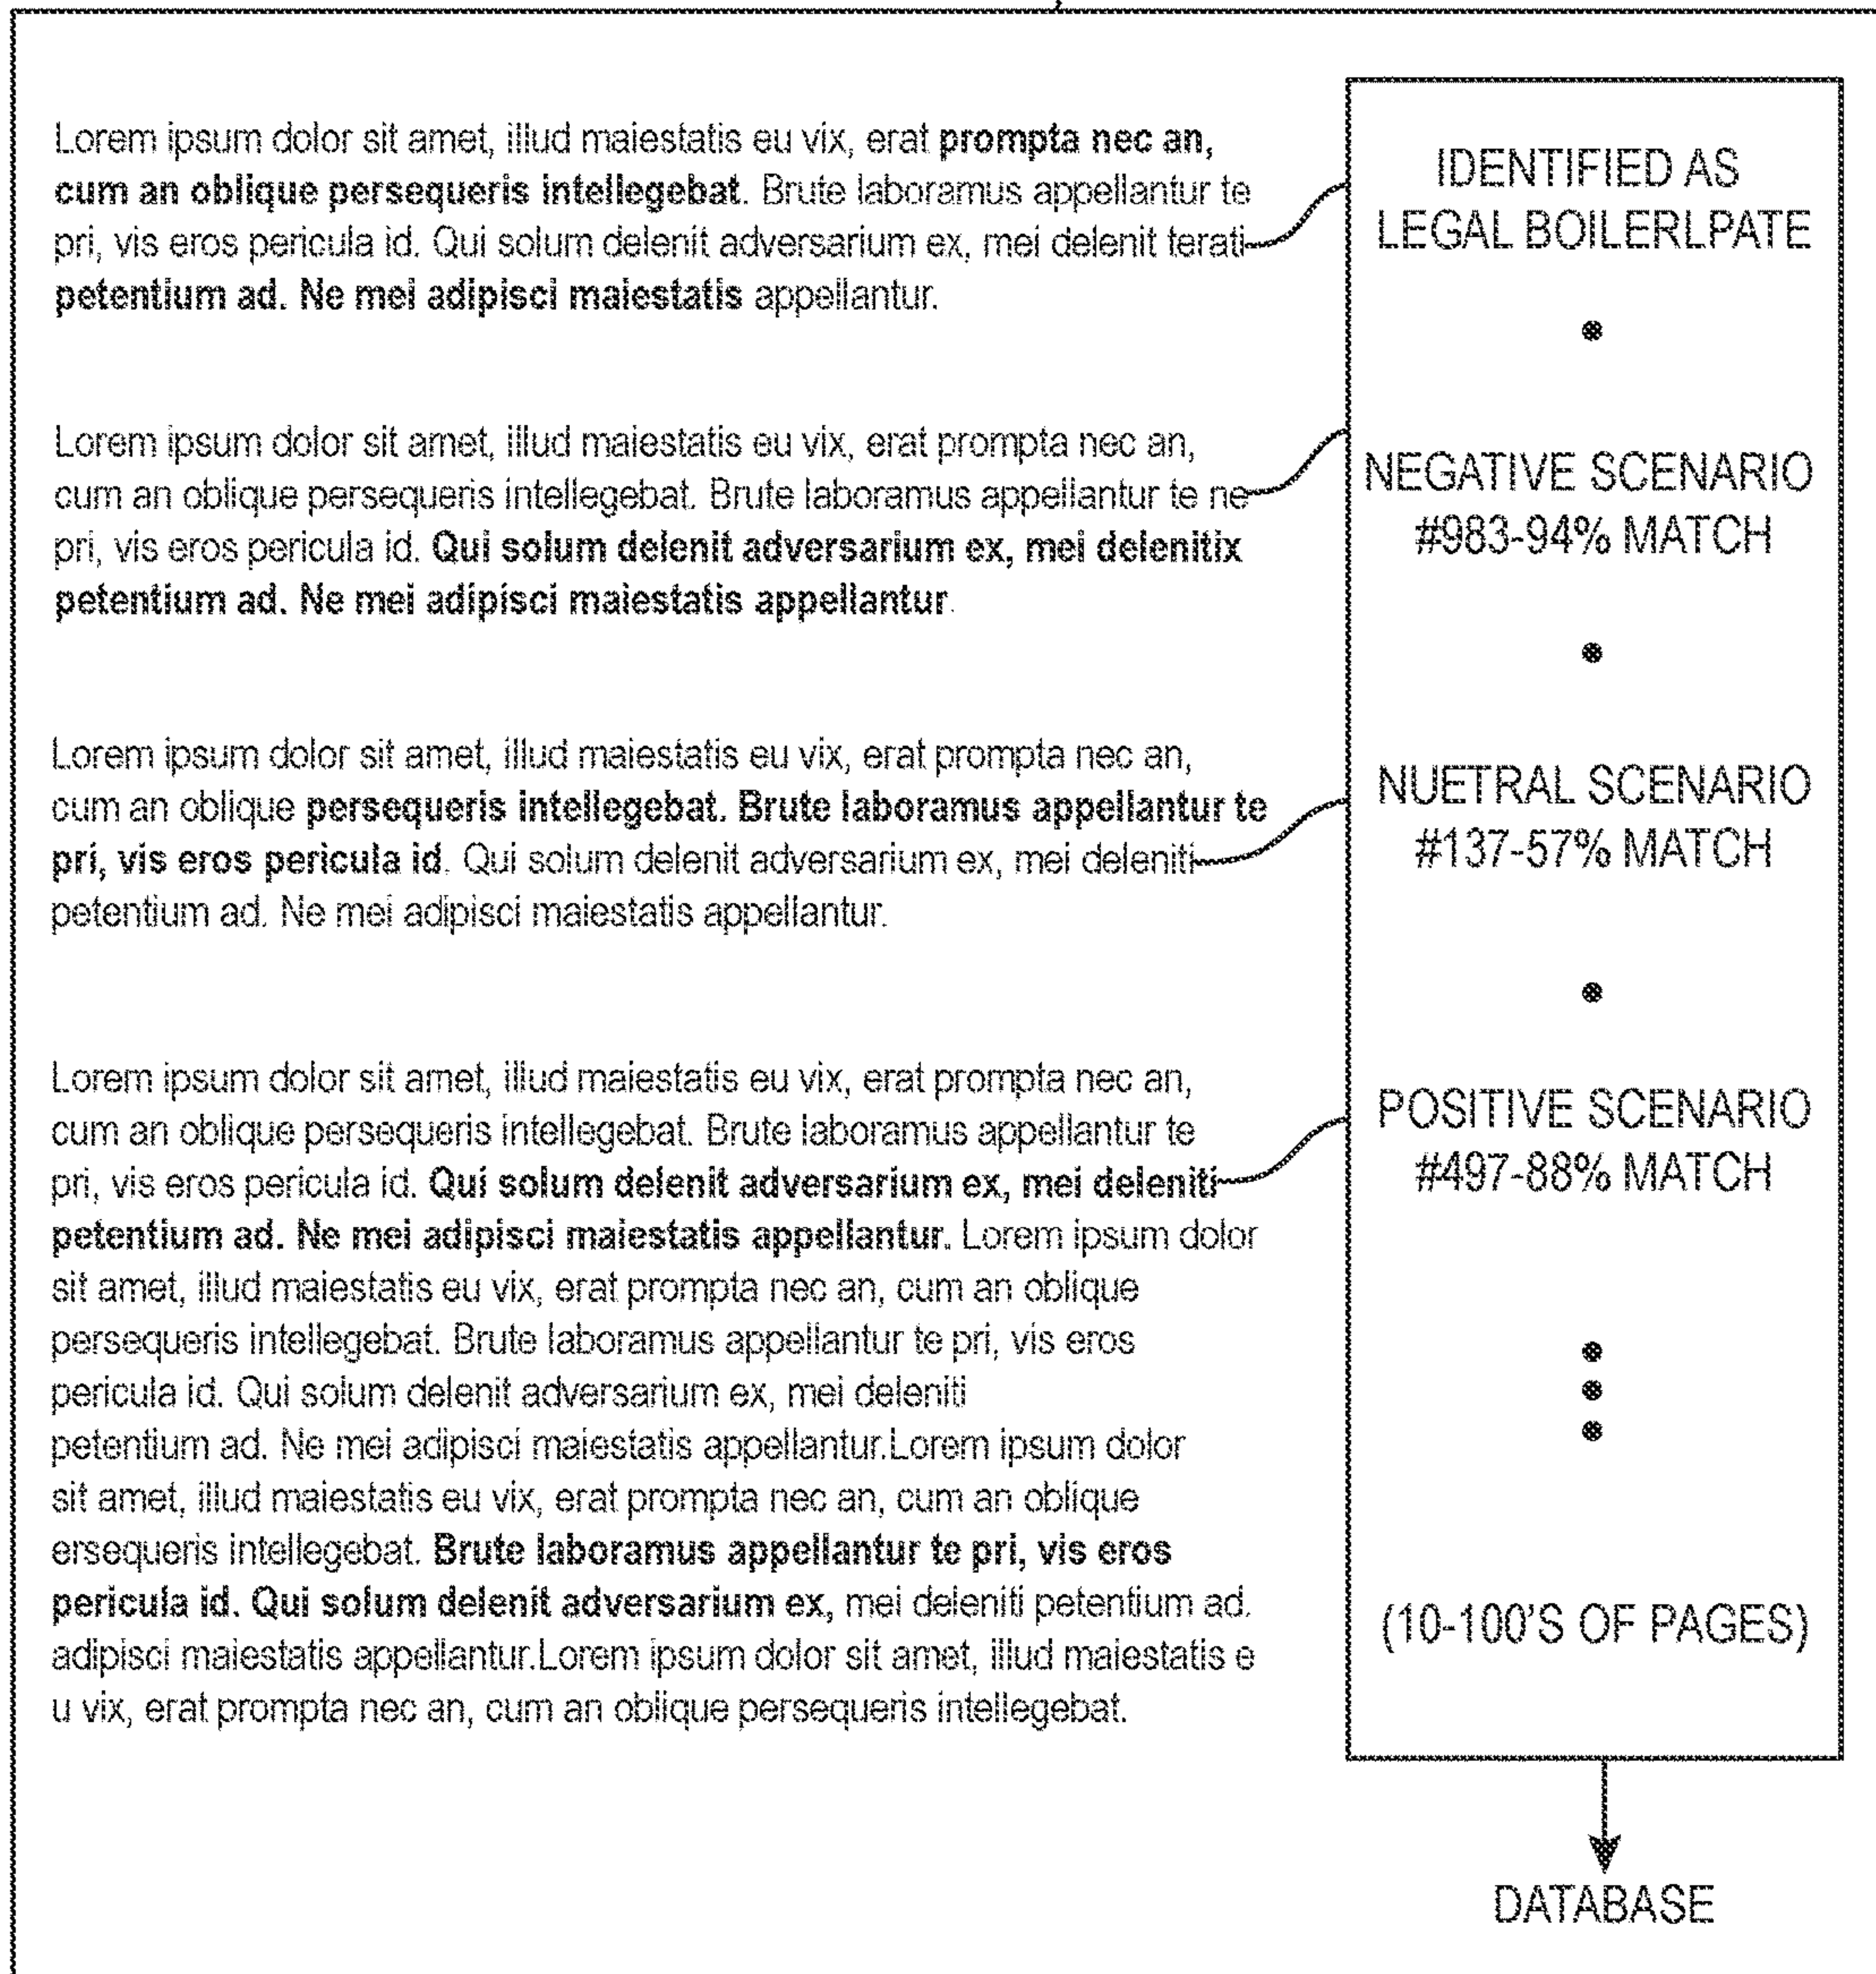 Lorem ipsum dolor sit amet, illud maiestatis eu vix, erat prompta nec an,
cum an oblique persequeris intellegebat. Brute laboramus appellantur te
pri, vis eros pericula id. Qui solum delenit adversarium ex, mei delenit terati
petentium ad. Ne mei adipisci maiestatis appellantur.
IDENTIFIED AS
LEGAL BOILERLPATE
Lorem ipsum dolor sit amet, illud maiestatis eu vix, erat prompta nec an,
cum an oblique persequeris intellegebat. Brute laboramus appellantur te ne
pri, vis eros pericula id. Qui solum delenit adversarium ex, mei delenitix
petentium ad. Ne mei adipisci maiestatis appellantur.
NEGATIVE SCENARIO
#983-94% MATCH
Lorem ipsum dolor sit amet, illud maiestatis eu vix, erat prompta nec an,
cum an oblique persequeris intellegebat. Brute laboramus appellantur te
pri, vis eros pericula id. Qui solum delenit adversarium ex, mei deleniti
petentium ad. Ne mei adipisci maiestatis appellantur.
NUETRAL SCENARIO
#137-57% MATCH
Lorem ipsum dolor sit amet, illud maiestatis eu vix, erat prompta nec an,
cum an oblique persequeris intellegebat. Brute laboramus appellantur te
pri, vis eros pericula id. Qui solum delenit adversarium ex, mei deleniti
petentium ad. Ne mei adipisci maiestatis appellantur. Lorem ipsum dolor
sit amet, illud maiestatis eu vix, erat prompta nec an, cum an oblique
persequeris intellegebat. Brute laboramus appellantur te pri, vis eros
pericula id. Qui solum delenit adversarium ex, mei deleniti
petentium ad. Ne mei adipisci maiestatis appellantur.Lorem ipsum dolor
sit amet, illud maiestatis eu vix, erat prompta nec an, cum an oblique
ersequeris intellegebat. Brute laboramus appellantur te pri, vis eros
pericula id. Qui solum delenit adversarium ex, mei deleniti petentium ad.
adipisci maiestatis appellantur.Lorem ipsum dolor sit amet, illud maiestatis e
u vix, erat prompta nec an, cum an oblique persequeris intellegebat.
POSITIVE SCENARIO
#497-88% MATCH
(10-100'S OF PAGES)
DATABASE